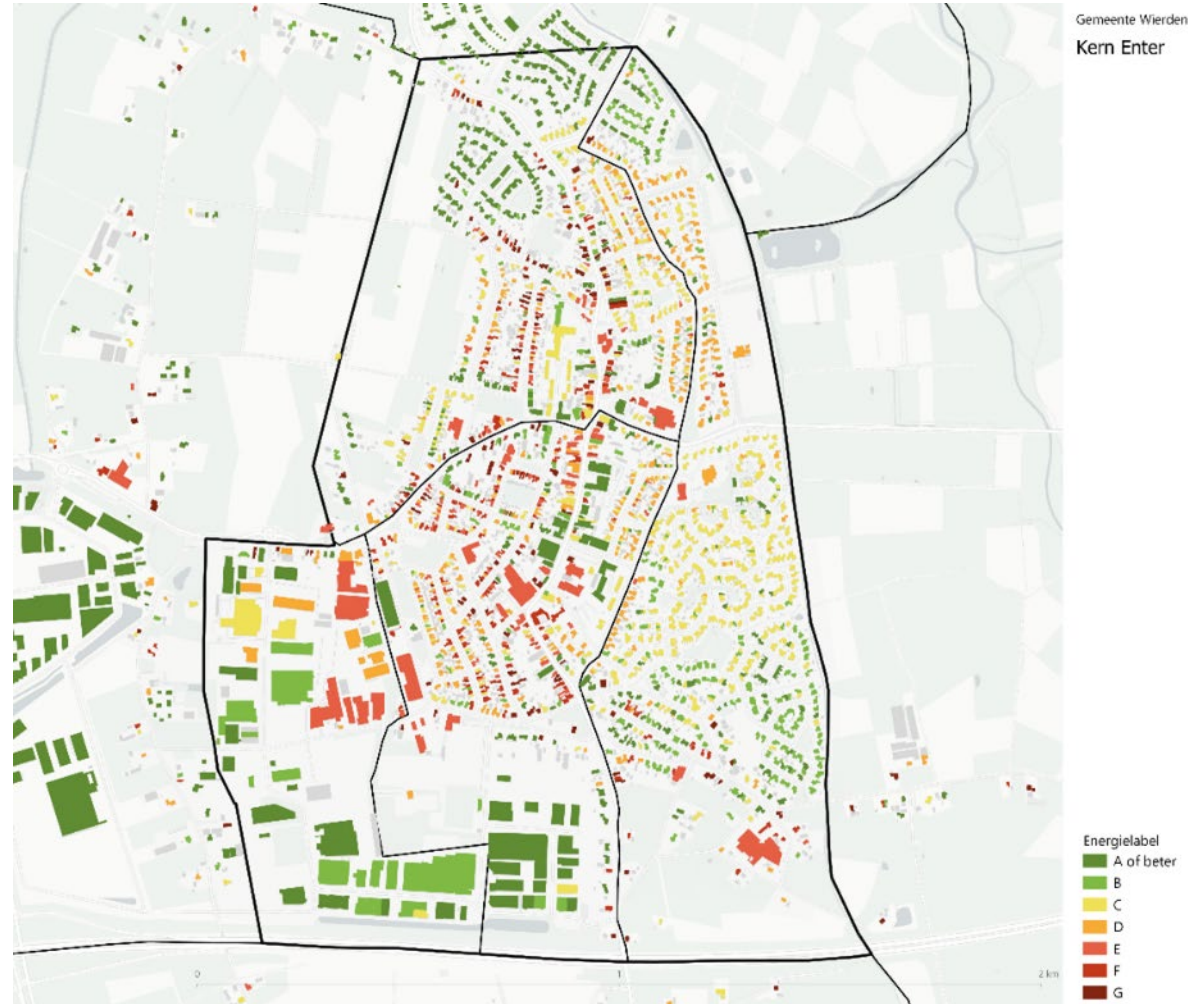 Gemeente Wierden
Kern Enter
0
1
2 km
Energielabel
A of beter
B
C
D
E
F
G